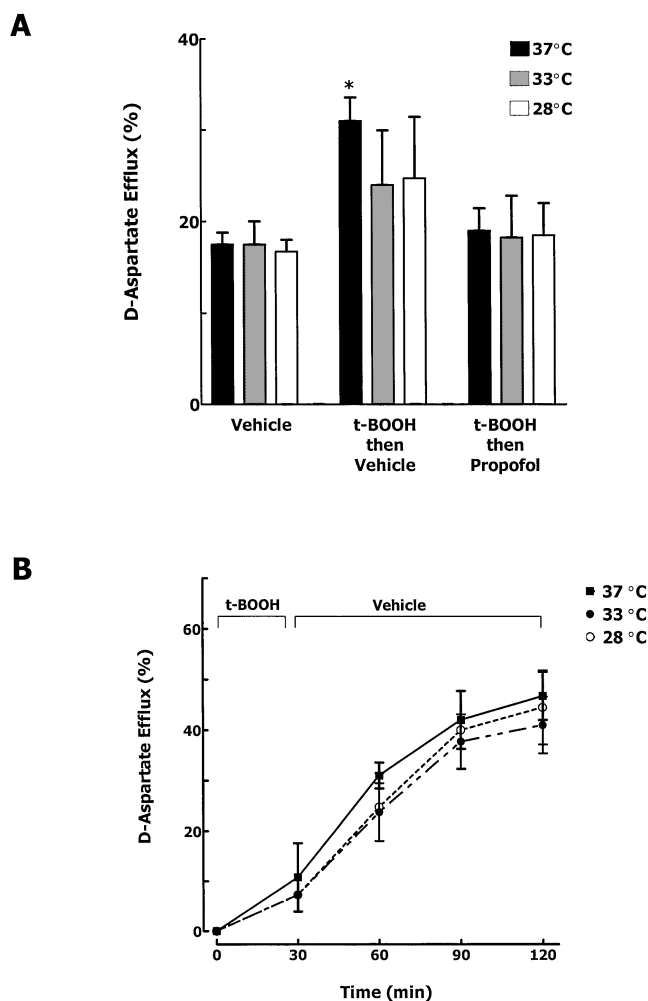 A
D-Aspartate Efflux (%)
40
20
0
*
37°C
33°C
28°C
Vehicle
t-BOOH
then
Vehicle
t-BOOH
then
Propofol
B
D-Aspartate Efflux (%)
60
40
20
0
t-BOOH
Vehicle
37 °C
33 °C
28 °C
0 30 60 90 120
Time (min)